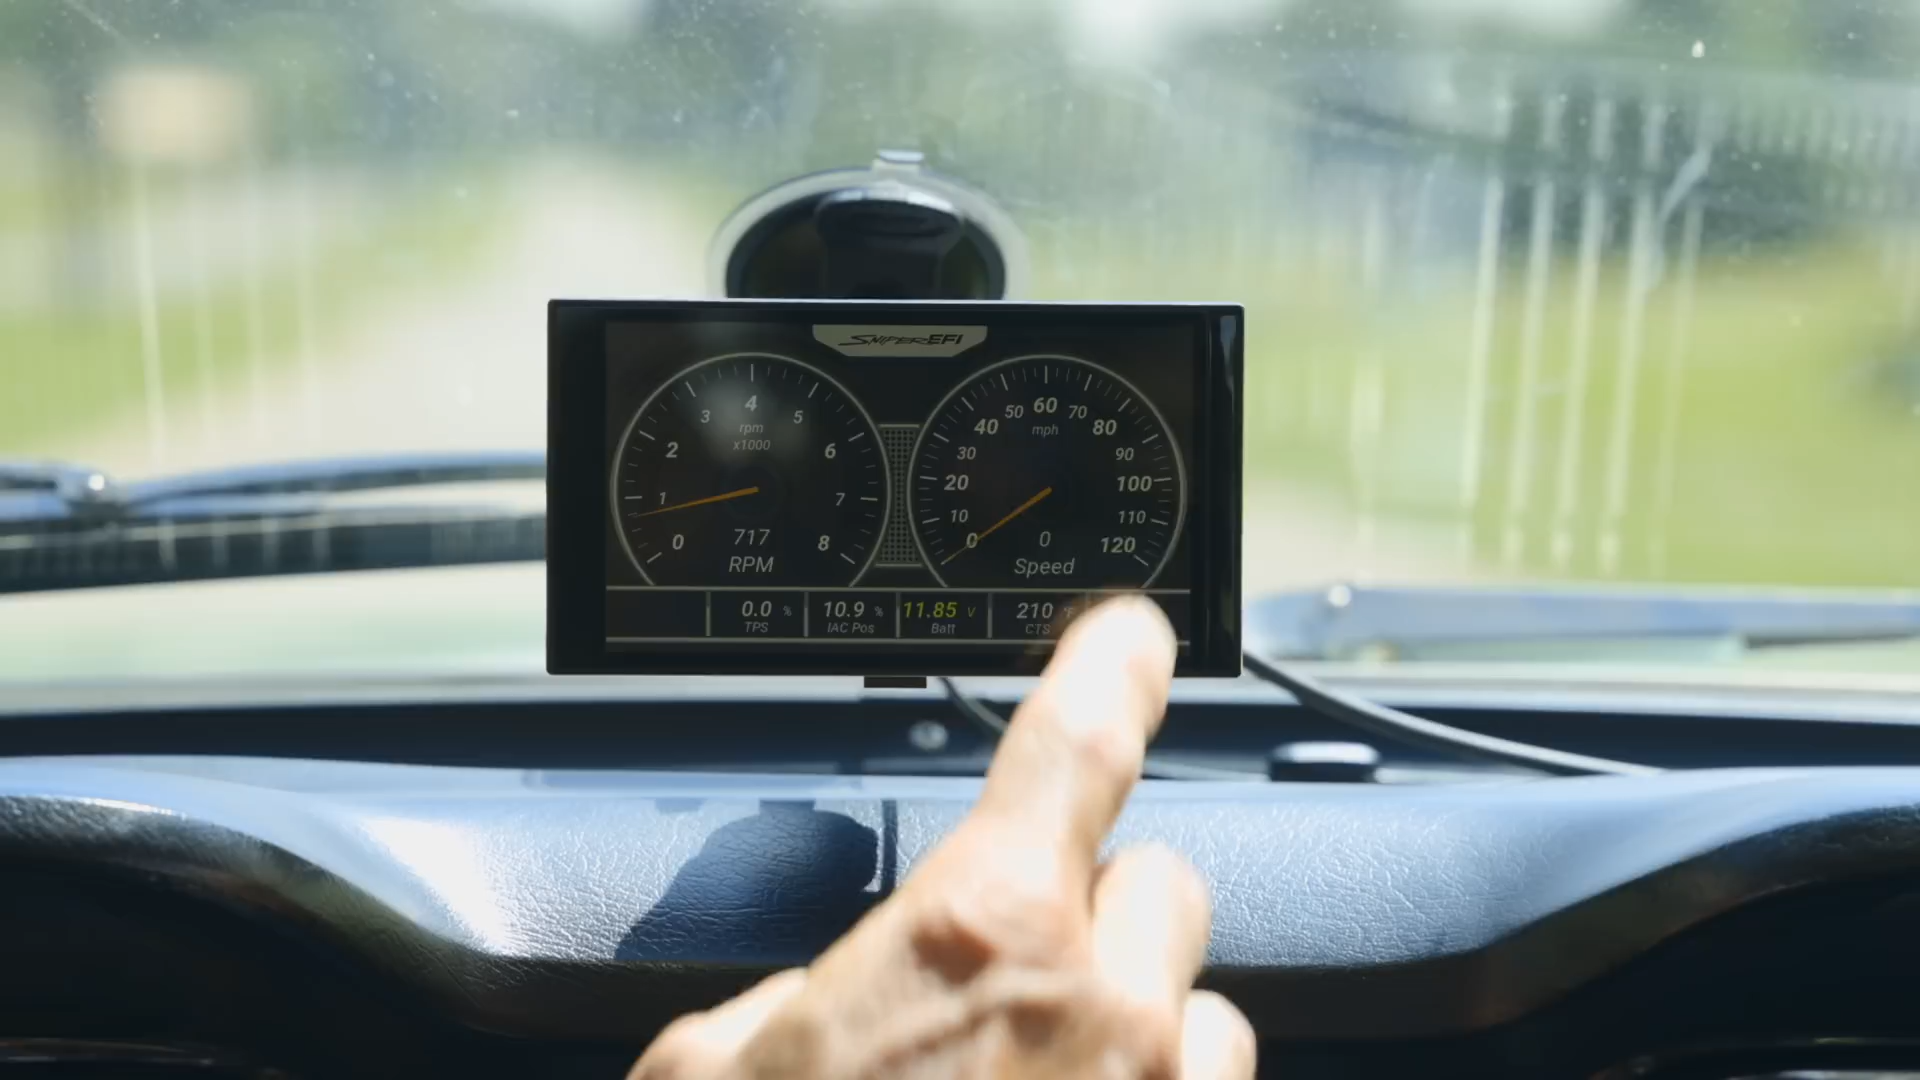 SNIPER EFI
0 1 2 3 4 5 6 7 8
rpm
x1000
717
RPM
0 10 20 30 40 50 60 70 80 90 100 110 120
mph
0
Speed
0.0 %
TPS
10.9 %
IAC Pos
11.85 V
Batt
210 °F
CTS